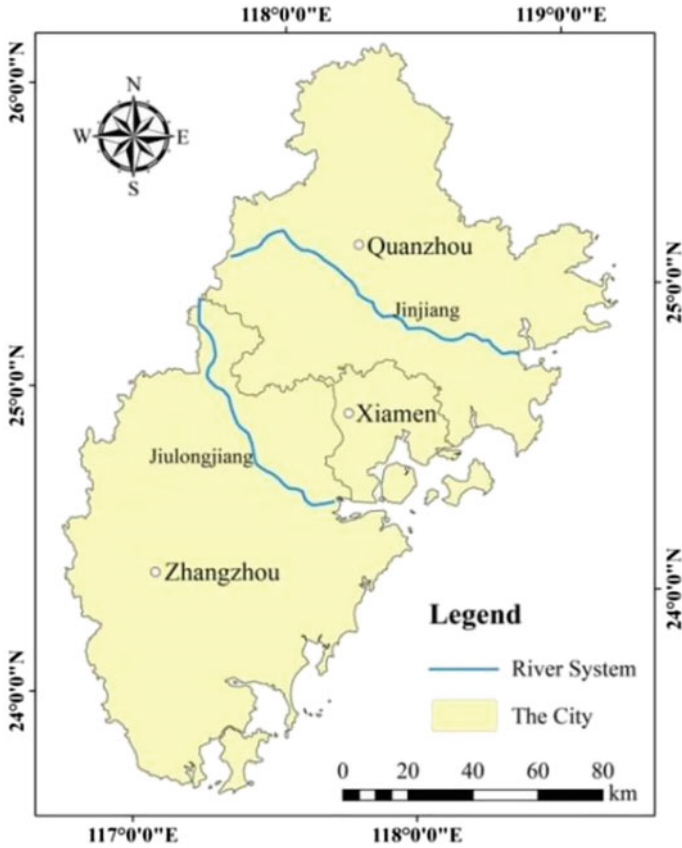 118°0'0"E
119°0'0"E
26°0'0"N
N
W
E
S
Quanzhou
25°0'0"N
Jinjiang
25°0'0"N
Xiamen
Jiulongjiang
Zhangzhou
24°0'0"N
Legend
River System
24°0'0"N
The City
0 20 40 60 80
km
117°0'0"E
118°0'0"E